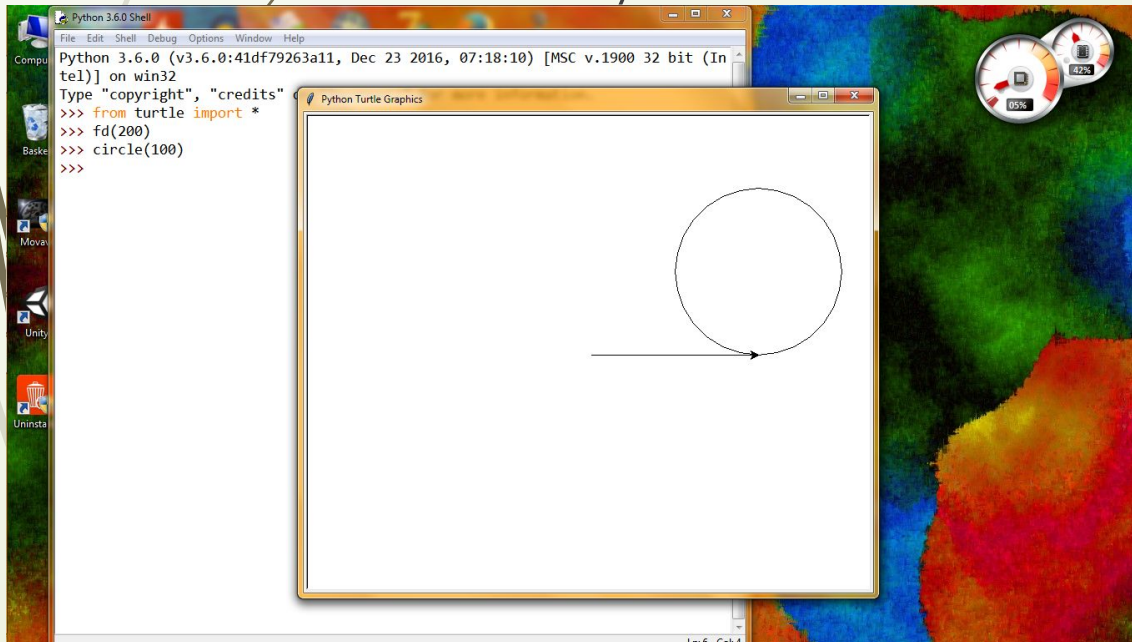 Python 3.6.0 Shell
File Edit Shell Debug Options Window Help
Python 3.6.0 (v3.6.0:41df79263a11, Dec 23 2016, 07:18:10) [MSC v.1900 32 bit (In
tel)] on win32
Type "copyright", "credits"
>>> from turtle import *
>>> fd(200)
>>> circle(100)
>>>
Python Turtle Graphics
Compu
Baske
Movav
Unity
Uninsta
42%
05%